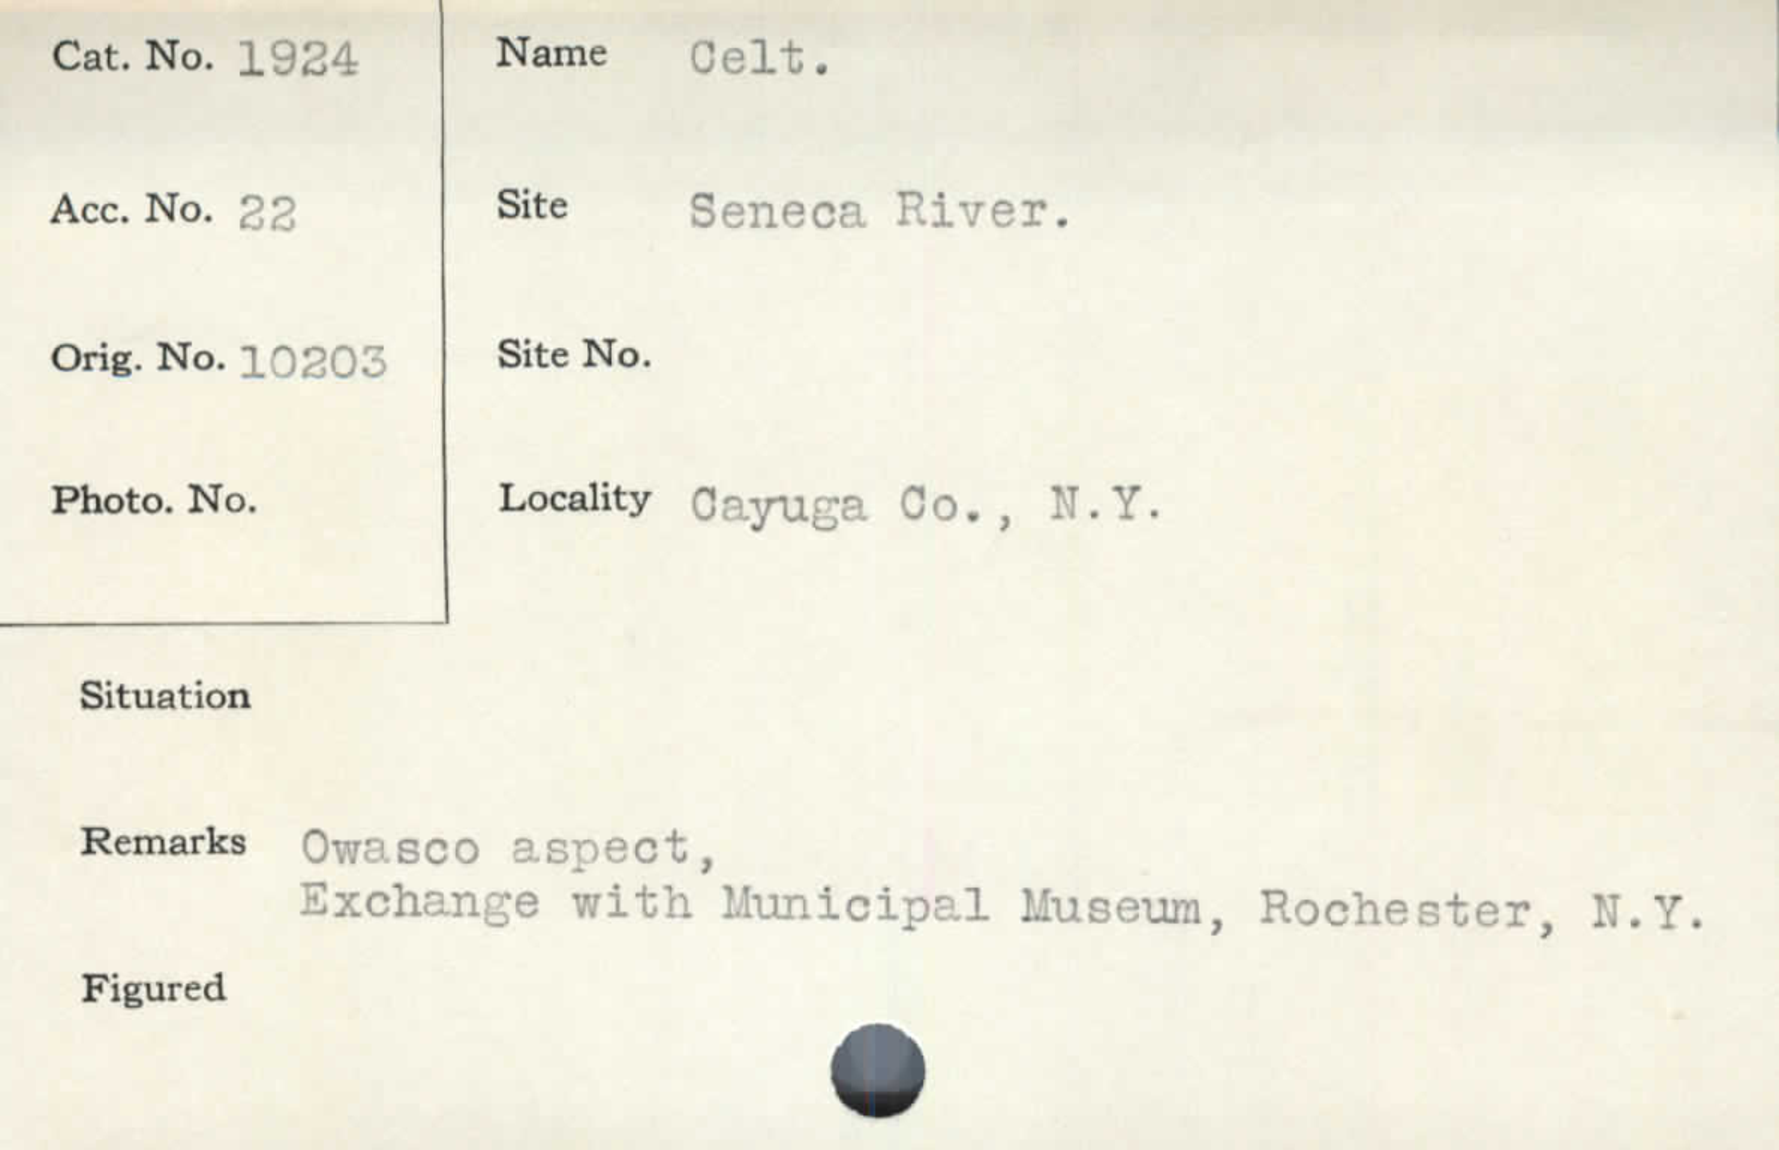 Cat. No. 1924
Name Celt.
Acc. No. 22
Site Seneca River.
Orig. No. 10203
Site No.
Photo. No.
Locality Cayuga Co., N.Y.
Situation
Remarks Owasco aspect,
Exchange with Municipal Museum, Rochester, N.Y.
Figured